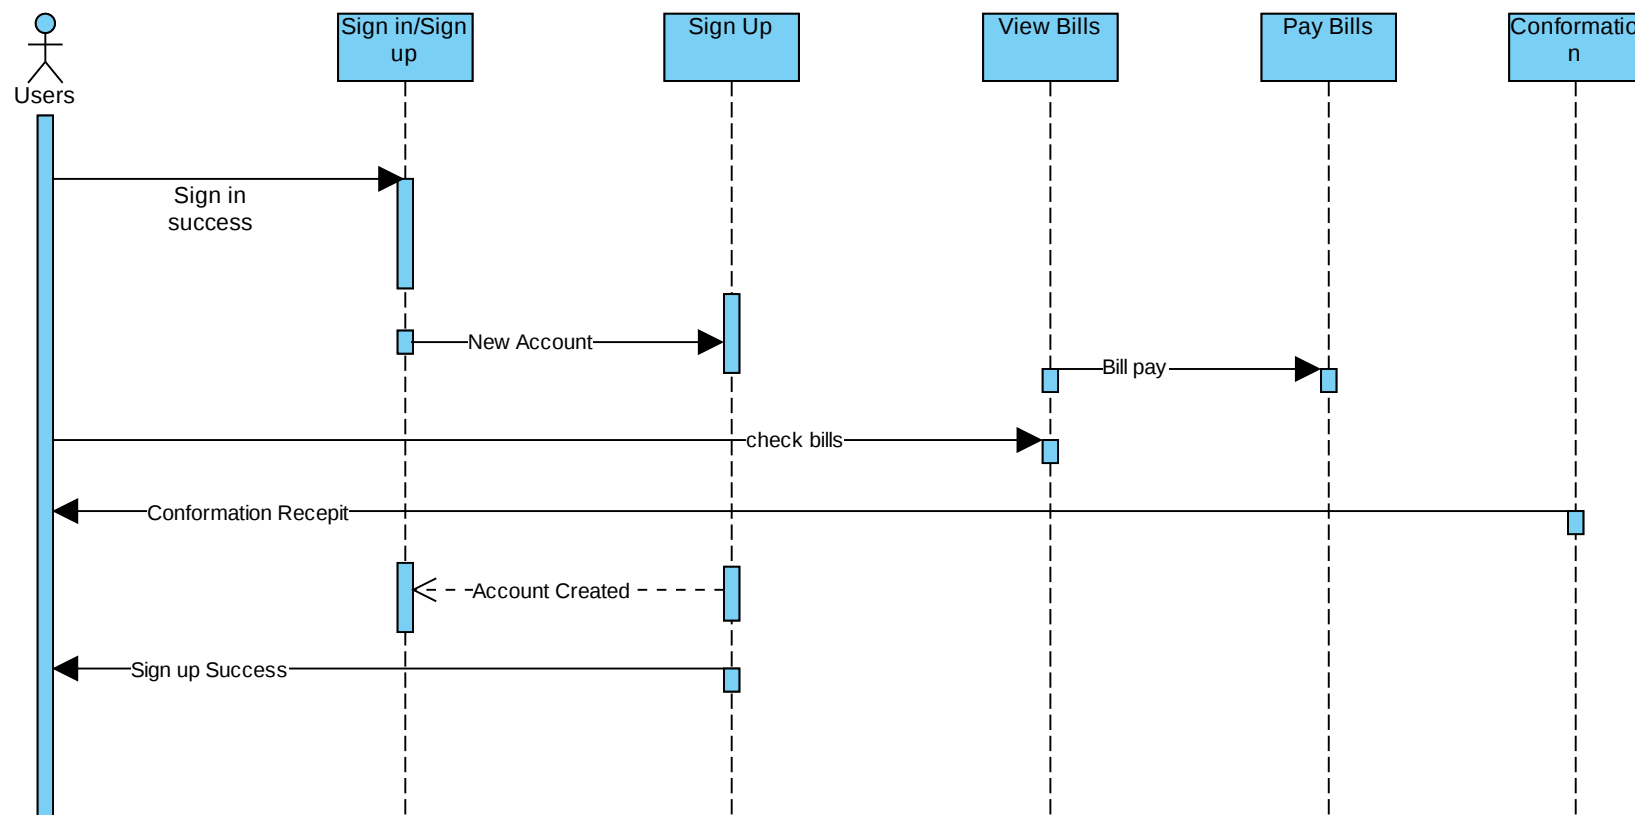 Users
Sign in/Sign
up
Sign Up
View Bills
Pay Bills
Conformatio
n
Sign in
success
New Account
Bill pay
check bills
Conformation Recepit
Account Created
Sign up Success